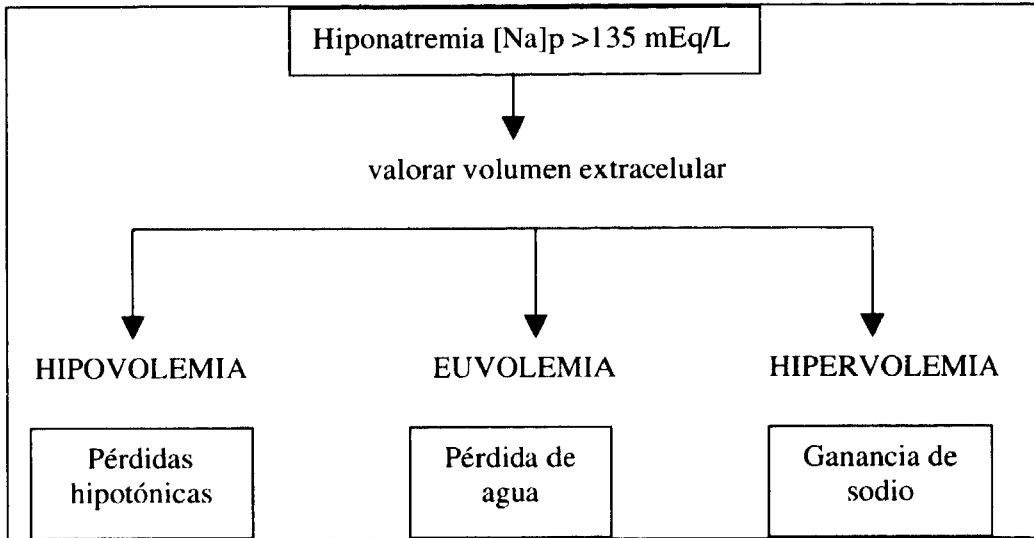 Hiponatremia [Na]p >135 mEq/L
valorar volumen extracelular
HIPOVOLEMIA EUVOLEMIA HIPERVOLEMIA
Pérdidas hipotónicas
Pérdida de agua
Ganancia de sodio